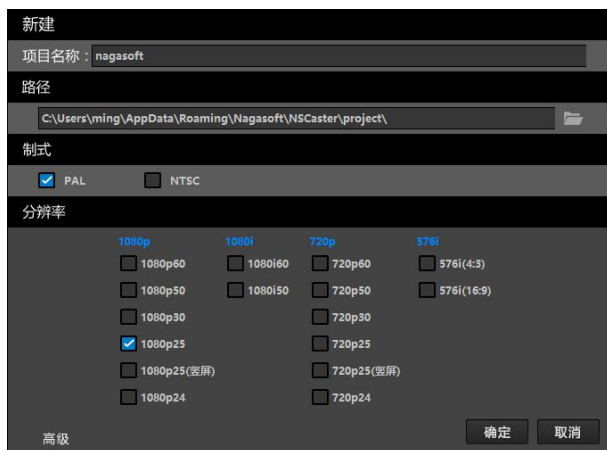 新建
项目名称：nagasoft
路径
C:\Users\ming\AppData\Roaming\Nagasoft\NSCaster\project\
制式
PAL NTSC
分辨率
1080p 1080i 720p 576i
1080p60 1080i60 720p60 576i(4:3)
1080p50 1080i50 720p50 576i(16:9)
1080p30 720p30
1080p25 720p25
1080p25(竖屏) 720p25(竖屏)
1080p24 720p24
高级 确定 取消